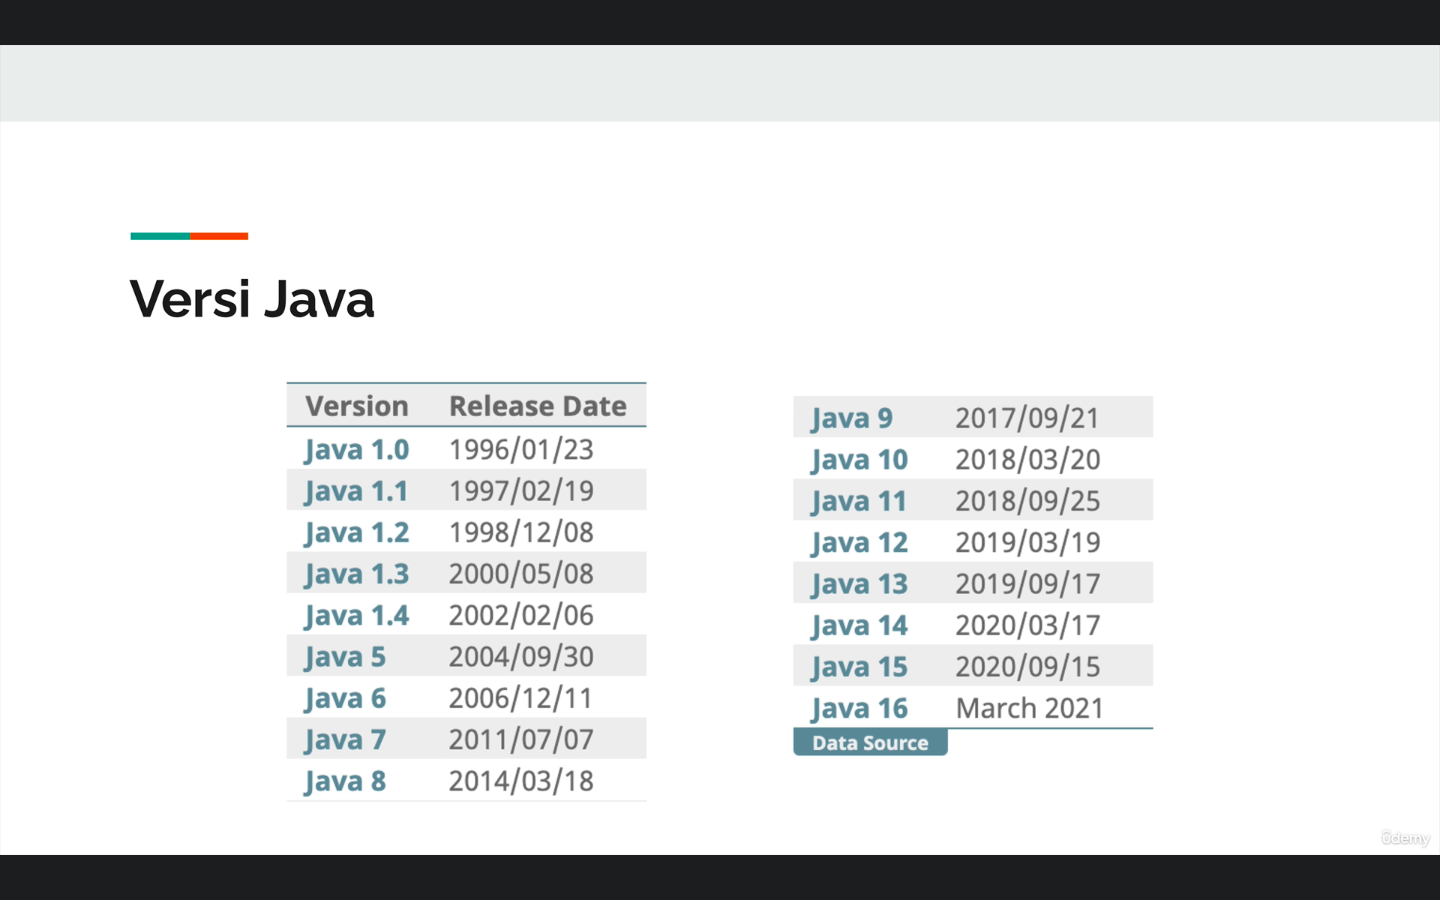 Versi Java
Version Release Date
Java 1.0 1996/01/23
Java 1.1 1997/02/19
Java 1.2 1998/12/08
Java 1.3 2000/05/08
Java 1.4 2002/02/06
Java 5 2004/09/30
Java 6 2006/12/11
Java 7 2011/07/07
Java 8 2014/03/18
Java 9 2017/09/21
Java 10 2018/03/20
Java 11 2018/09/25
Java 12 2019/03/19
Java 13 2019/09/17
Java 14 2020/03/17
Java 15 2020/09/15
Java 16 March 2021
Data Source
ûdemy